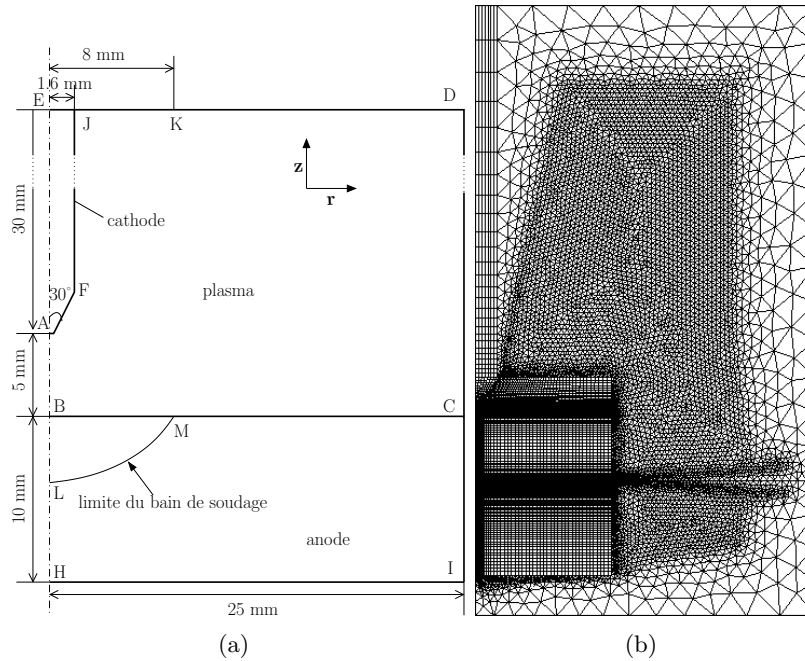 8 mm
1.6 mm
E
D
J
K
z
r
30 mm
cathode
30°
F
plasma
A
5 mm
B
C
M
L
limite du bain de soudage
10 mm
anode
H
I
25 mm
(a)
(b)